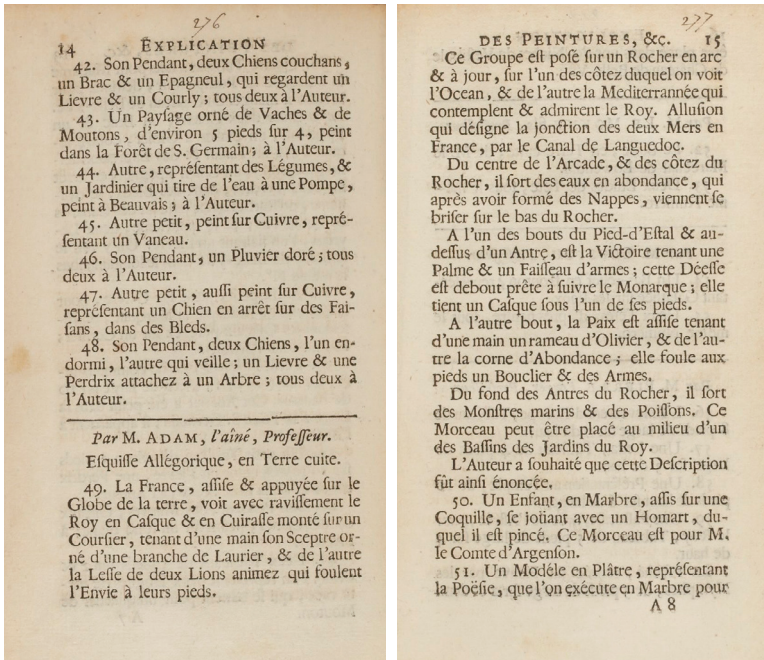 276
14 EXPLICATION
42. Son Pendant, deux Chiens couchans,
un Brac & un Epagneul, qui regardent un
Lievre & un Courly; tous deux à l'Auteur.
43. Un Païsage orné de Vaches & de
Moutons, d'environ 5 pieds sur 4, peint
dans la Forêt de S. Germain; à l'Auteur.
44. Autre, représentant des Légumes, &
un Jardinier qui tire de l'eau à une Pompe,
peint à Beauvais; à l'Auteur.
45. Autre petit, peint sur Cuivre, repré-
sentant un Vaneau.
46. Son Pendant, un Pluvier doré; tous
deux à l'Auteur.
47. Autre petit, aussi peint sur Cuivre,
représentant un Chien en arrêt sur des Fai-
sans, dans des Bleds.
48. Son Pendant, deux Chiens, l'un en-
dormi, l'autre qui veille; un Lievre & une
Perdrix attachez à un Arbre; tous deux à
l'Auteur.
Par M. ADAM, l'aîné, Professeur.
Esquisse Allégorique, en Terre cuite.
49. La France, assise & appuyée sur le
Globe de la terre, voit avec ravissement le
Roy en Casque & en Cuirasse monté sur un
Coursier, tenant d'une main son Sceptre or-
né d'une branche de Laurier, & de l'autre
la Lesse de deux Lions animez qui foulent
l'Envie à leurs pieds.
277
DES PEINTURES, &c. 15
Ce Groupe est posé sur un Rocher en arc
& à jour, sur l'un des côtez duquel on voit
l'Ocean, & de l'autre la Mediterrannée qui
contemplent & admirent le Roy. Allusion
qui désigne la jonction des deux Mers en
France, par le Canal de Languedoc.
Du centre de l'Arcade, & des côtez du
Rocher, il sort des eaux en abondance, qui
après avoir formé des Nappes, viennent se
briser sur le bas du Rocher.
A l'un des bouts du Pied-d'Estal & au-
dessus d'un Antre, est la Victoire tenant une
Palme & un Faisseau d'armes; cette Déesse
est debout prête à suivre le Monarque; elle
tient un Casque sous l'un de ses pieds.
A l'autre bout, la Paix est assise tenant
d'une main un rameau d'Olivier, & de l'au-
tre la corne d'Abondance; elle foule aux
pieds un Bouclier & des Armes.
Du fond des Antres du Rocher, il sort
des Monstres marins & des Poissons. Ce
Morceau peut être placé au milieu d'un
des Bassins des Jardins du Roy.
L'Auteur a souhaité que cette Description
fût ainsi énoncée.
50. Un Enfant, en Marbre, assis sur une
Coquille, se joüant avec un Homart, du-
quel il est pincé. Ce Morceau est pour M.
le Comte d'Argenson.
51. Un Modéle en Plâtre, représentant
la Poësie, que l'on exécute en Marbre pour
A 8